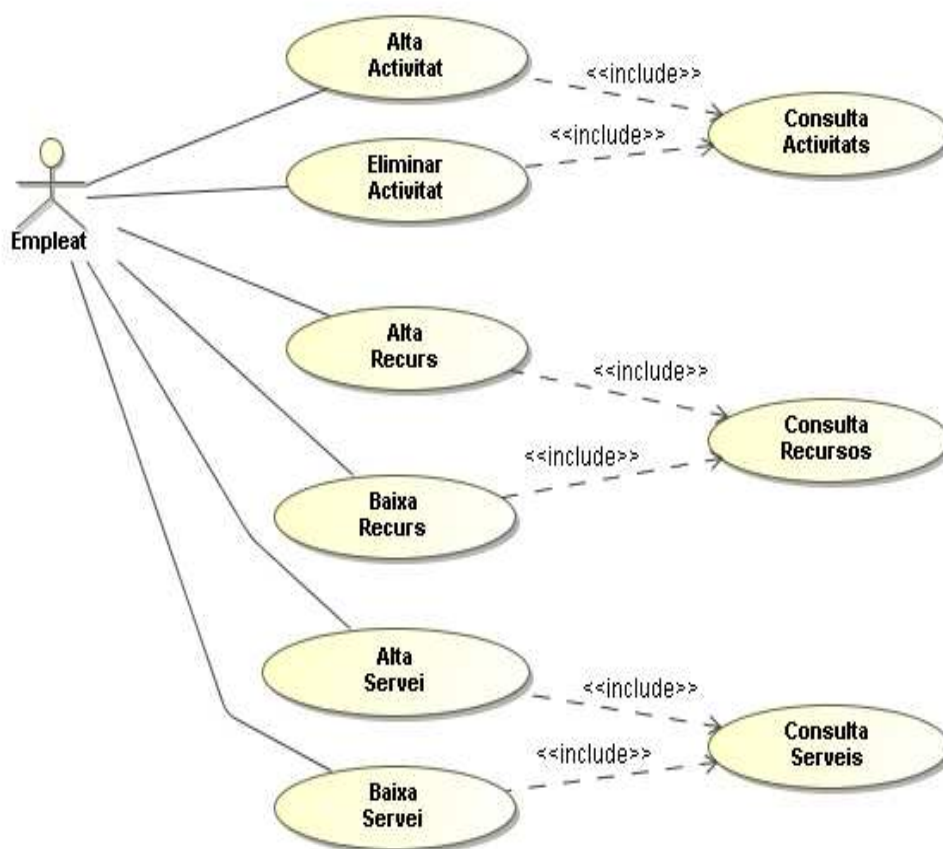 Alta
Activitat
<<include>>
Consulta
Activitats
<<include>>
Eliminar
Activitat
Empleat
Alta
Recurs
<<include>>
Consulta
Recursos
<<include>>
Baixa
Recurs
Alta
Servei
<<include>>
Consulta
Serveis
<<include>>
Baixa
Servei